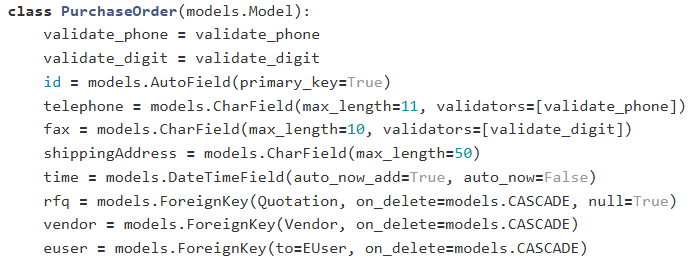 class PurchaseOrder(models.Model):
    validate_phone = validate_phone
    validate_digit = validate_digit
    id = models.AutoField(primary_key=True)
    telephone = models.CharField(max_length=11, validators=[validate_phone])
    fax = models.CharField(max_length=10, validators=[validate_digit])
    shippingAddress = models.CharField(max_length=50)
    time = models.DateTimeField(auto_now_add=True, auto_now=False)
    rfq = models.ForeignKey(Quotation, on_delete=models.CASCADE, null=True)
    vendor = models.ForeignKey(Vendor, on_delete=models.CASCADE)
    euser = models.ForeignKey(to=EUser, on_delete=models.CASCADE)